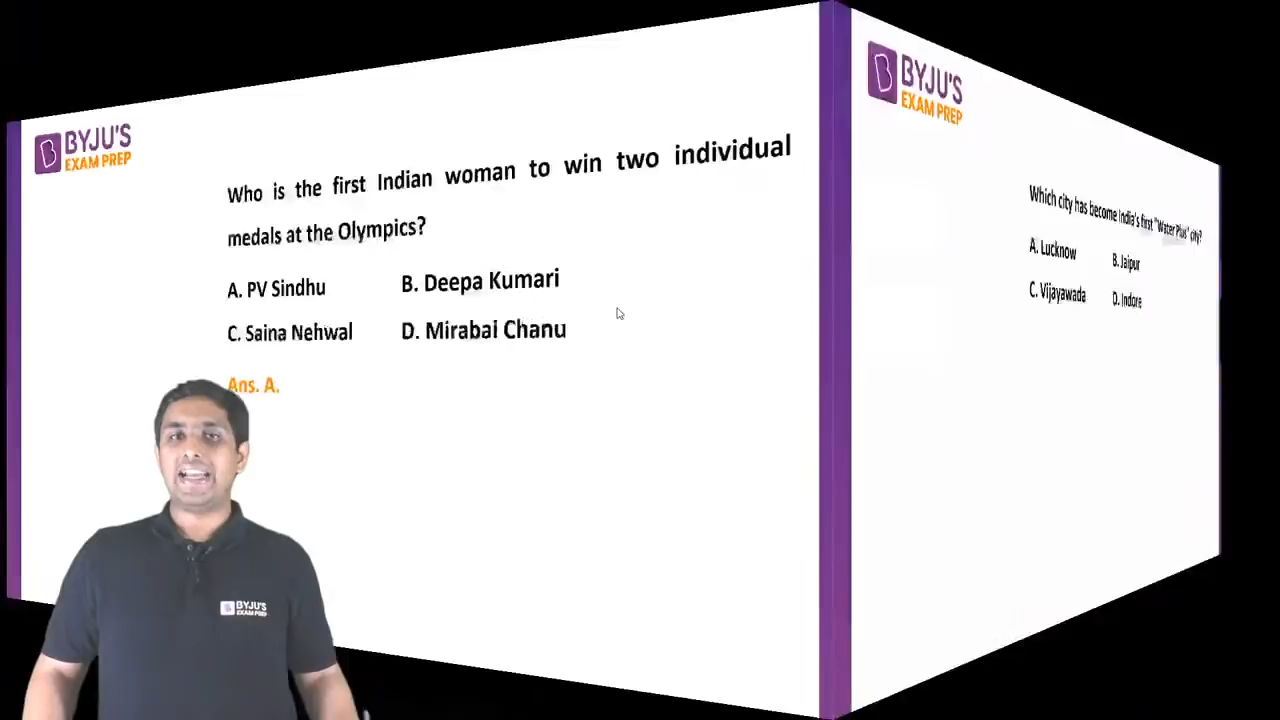 BYJU'S
EXAM PREP
Who is the first Indian woman to win two individual
medals at the Olympics?
A. PV Sindhu B. Deepa Kumari
C. Saina Nehwal D. Mirabai Chanu
Ans. A.
BYJU'S
EXAM PREP
BYJU'S
EXAM PREP
Which city has become India's first "Water Plus" city?
A. Lucknow B. Jaipur
C. Vijayawada D. Indore